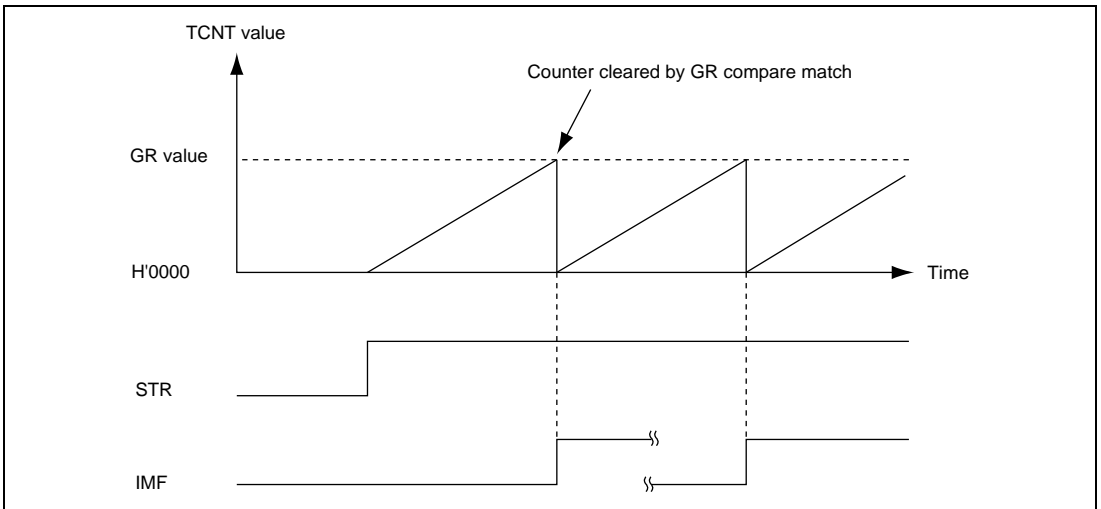 TCNT value
Counter cleared by GR compare match
GR value
H'0000
Time
STR
IMF